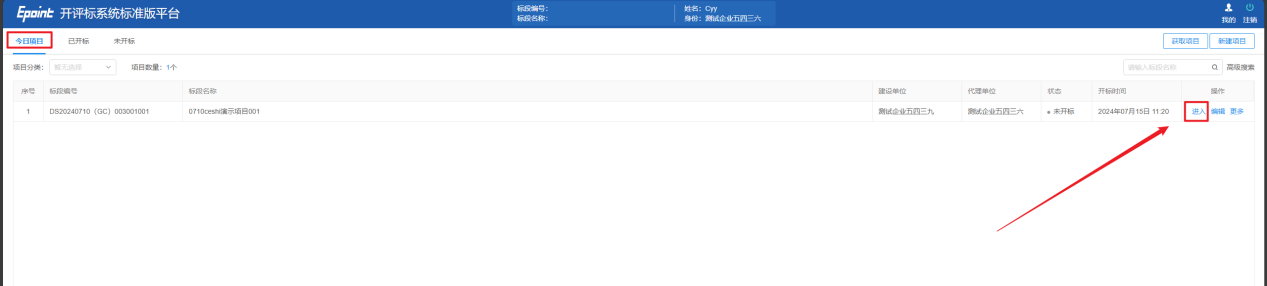 Epoint 开评标系统标准版平台
标段编号: 姓名: Cyy
标段名称: 身份: 测试企业五四三六
我的 注销
今日项目 已开标 未开标 获取项目 新建项目
项目分类: 暂无选择 项目数量: 1个 请输入标段名称 高级搜索
序号 标段编号 标段名称 建设单位 代理单位 状态 开标时间 操作
1 DS20240710（GC）003001001 0710ceshi演示项目001 测试企业五四三九 测试企业五四三六 未开标 2024年07月15日 11:20 进入 编辑 更多